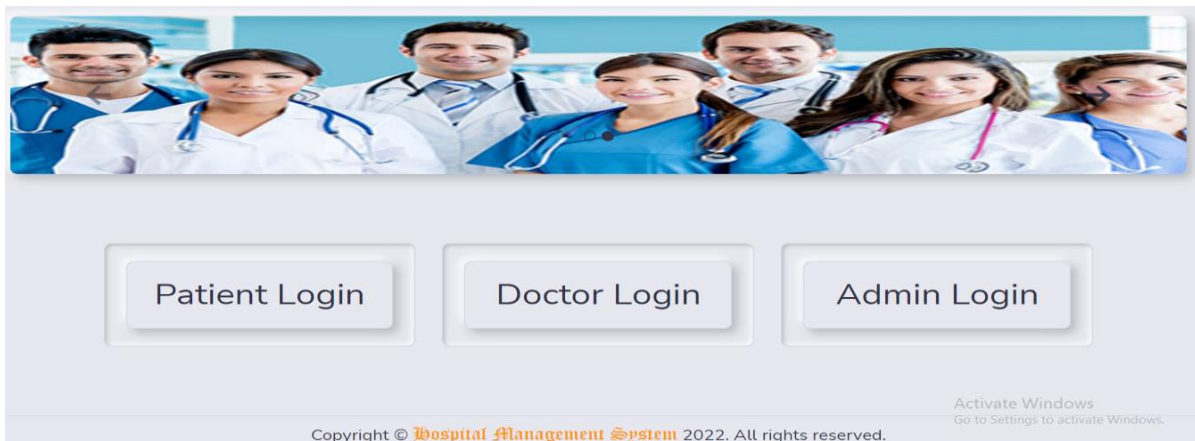 Patient Login
Doctor Login
Admin Login
Activate Windows
Go to Settings to activate Windows.
Copyright © Hospital Management System 2022. All rights reserved.